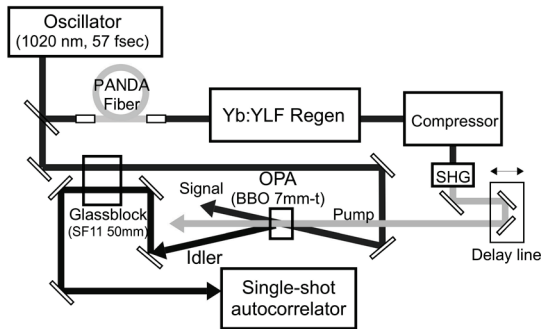 Oscillator
(1020 nm, 57 fsec)
PANDA
Fiber
Yb:YLF Regen
Compressor
SHG
Delay line
OPA
(BBO 7mm-t)
Signal
Pump
Glassblock
(SF11 50mm)
Idler
Single-shot
autocorrelator